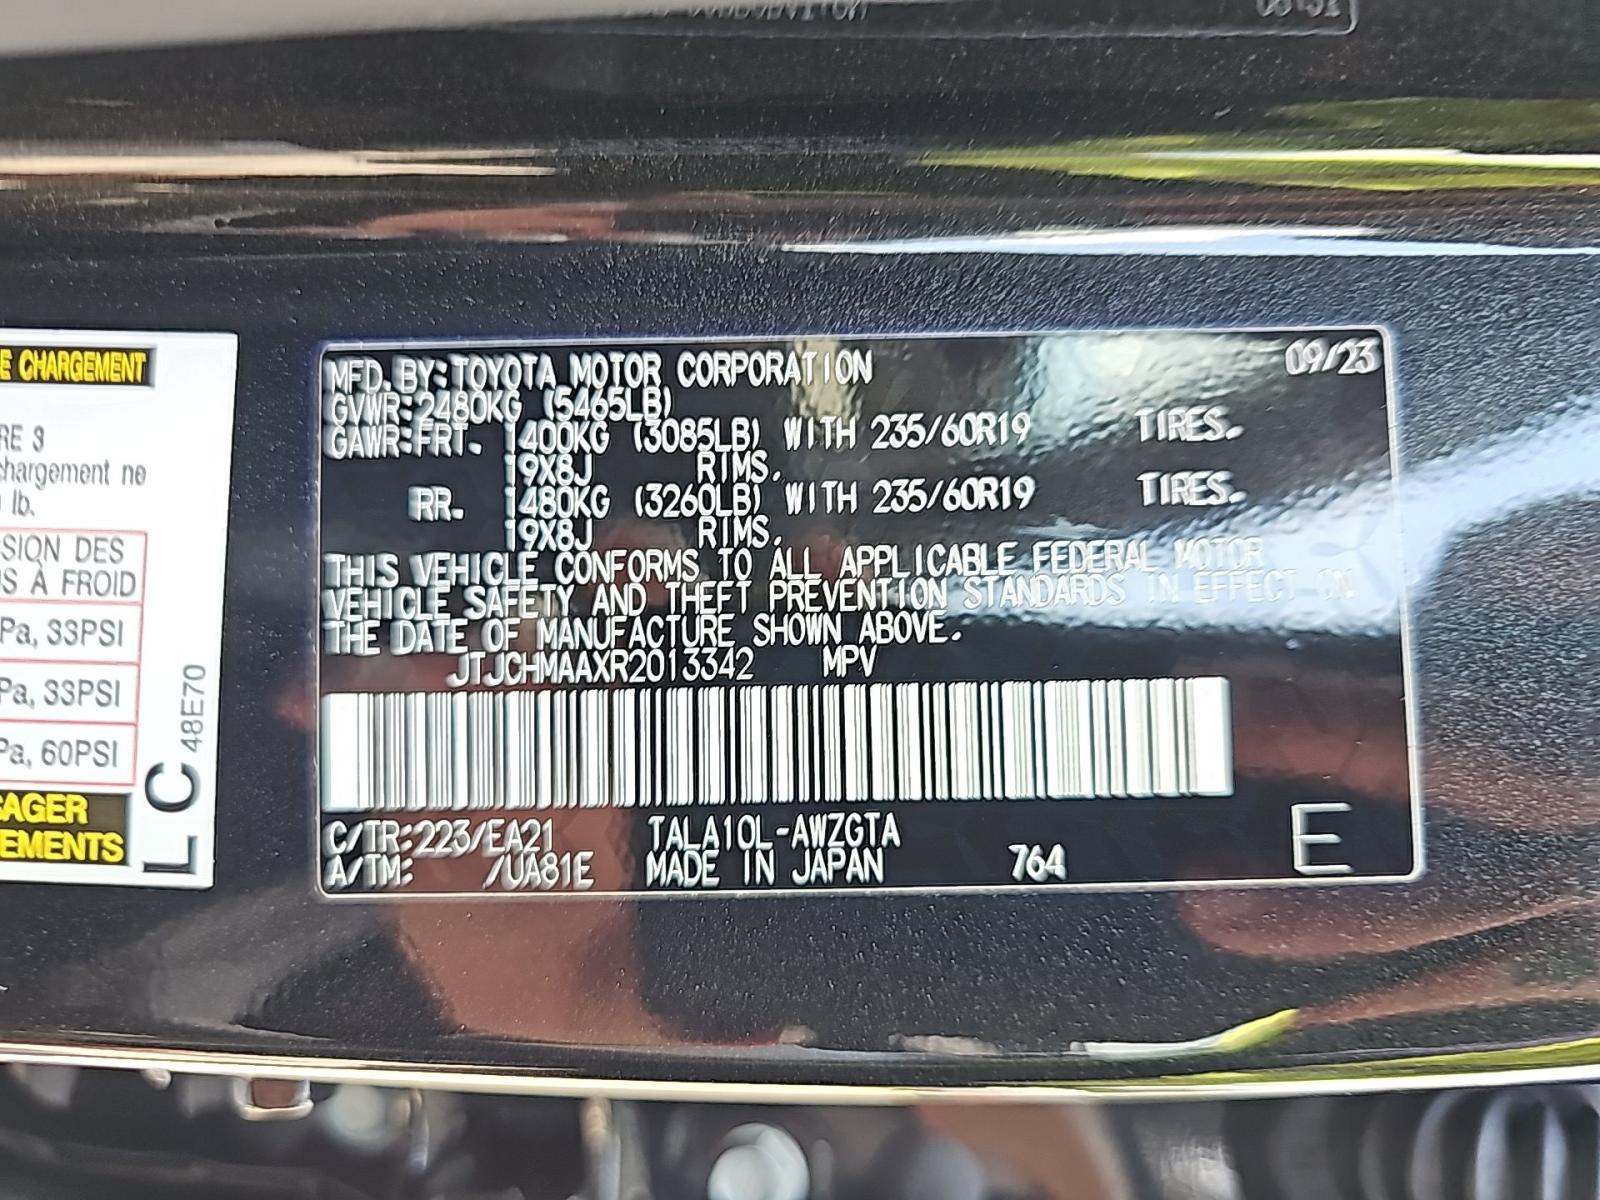 E CHARGEMENT
RE 3
chargement ne
lb.
SION DES
S À FROID
Pa, 33PSI
Pa, 33PSI
Pa, 60PSI
SAGER
EMENTS
L C 48E70
MFD. BY: TOYOTA MOTOR CORPORATION 09/23
GVWR: 2480KG (5465LB)
GAWR: FRT. 1400KG (3085LB) WITH 235/60R19 TIRES.
19X8J RIMS.
RR. 1480KG (3260LB) WITH 235/60R19 TIRES.
19X8J RIMS.
THIS VEHICLE CONFORMS TO ALL APPLICABLE FEDERAL MOTOR
VEHICLE SAFETY AND THEFT PREVENTION STANDARDS IN EFFECT ON
THE DATE OF MANUFACTURE SHOWN ABOVE.
JTJCHMAAXR2013342 MPV
C/TR: 223/EA21 TALA10L-AWZGTA
A/TM: /UA81E MADE IN JAPAN 764 E